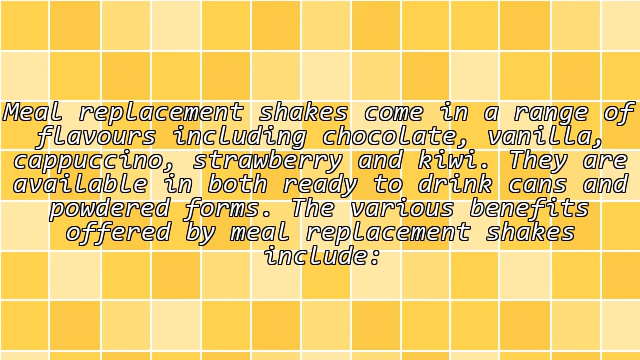 Meal replacement shakes come in a range of
flavours including chocolate, vanilla,
cappuccino, strawberry and kiwi. They are
available in both ready to drink cans and
powdered forms. The various benefits
offered by meal replacement shakes
include: